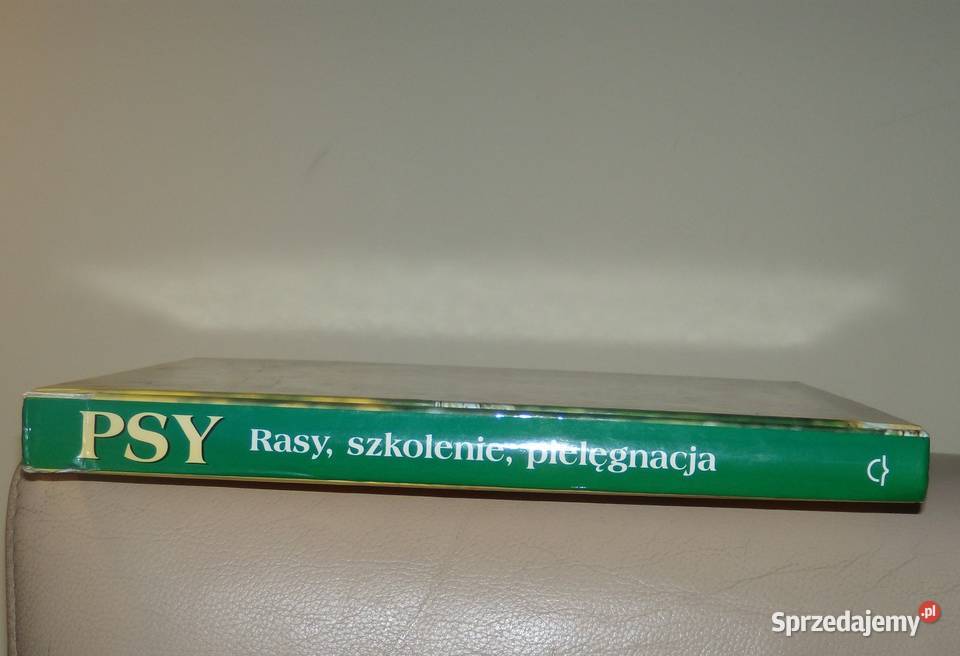 PSY Rasy, szkolenie, pielęgnacja
Sprzedajemy.pl